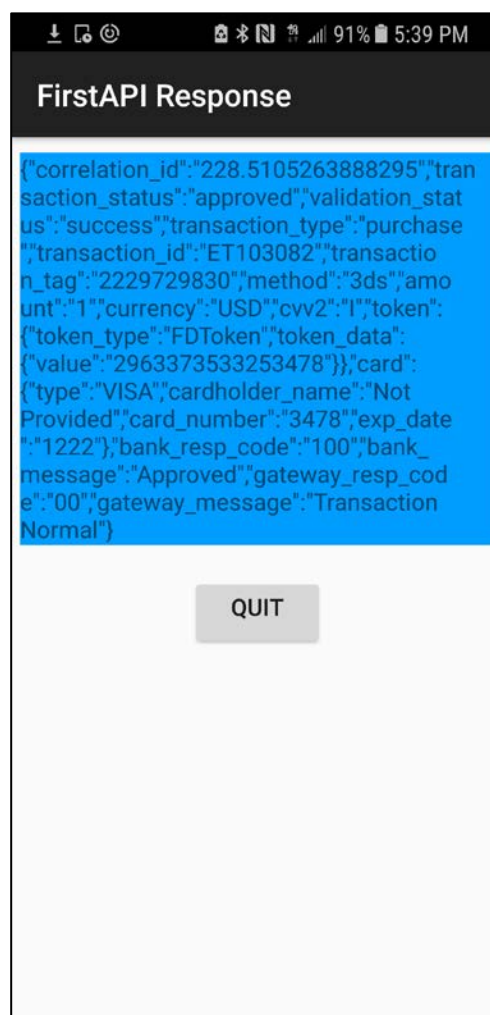 91% 5:39 PM
FirstAPI Response
{"correlation_id":"228.5105263888295","tran
saction_status":"approved","validation_stat
us":"success","transaction_type":"purchase
","transaction_id":"ET103082","transactio
n_tag":"2229729830","method":"3ds","amo
unt":"1","currency":"USD","cvv2":"I","token":
{"token_type":"FDToken","token_data":
{"value":"2963373533253478"}},"card":
{"type":"VISA","cardholder_name":"Not
Provided","card_number":"3478","exp_date
":"1222"},"bank_resp_code":"100","bank_
message":"Approved","gateway_resp_cod
e":"00","gateway_message":"Transaction
Normal"}
QUIT